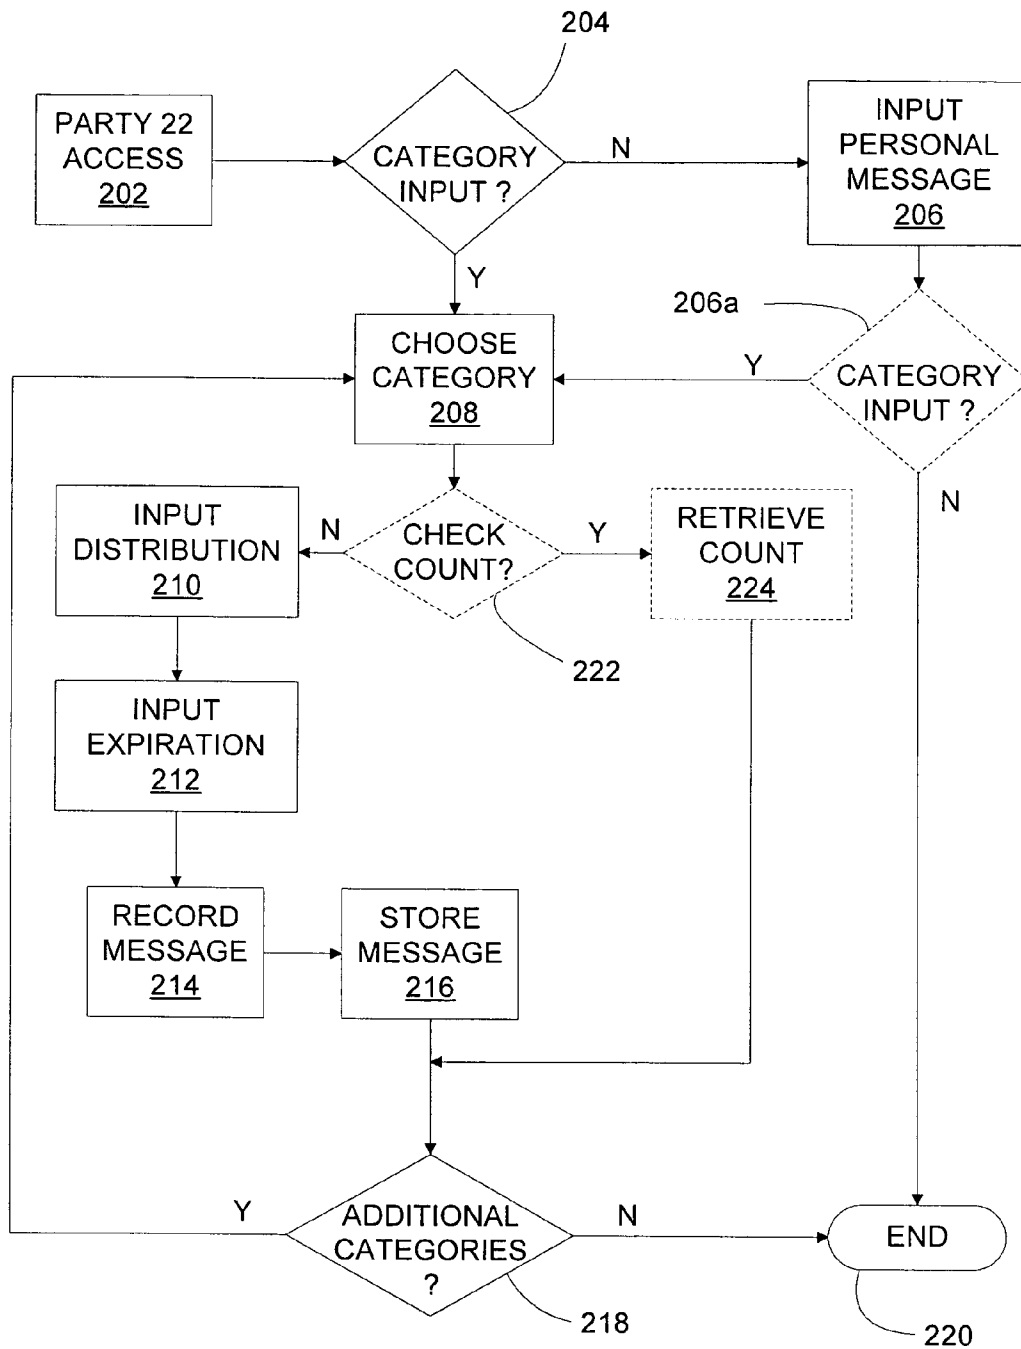 204
PARTY 22
ACCESS
202
CATEGORY
INPUT ?
N
INPUT
PERSONAL
MESSAGE
206
Y
206a
CHOOSE
CATEGORY
208
Y
CATEGORY
INPUT ?
N
INPUT
DISTRIBUTION
210
N
CHECK
COUNT?
Y
RETRIEVE
COUNT
224
222
INPUT
EXPIRATION
212
RECORD
MESSAGE
214
STORE
MESSAGE
216
Y
ADDITIONAL
CATEGORIES
?
N
END
218
220